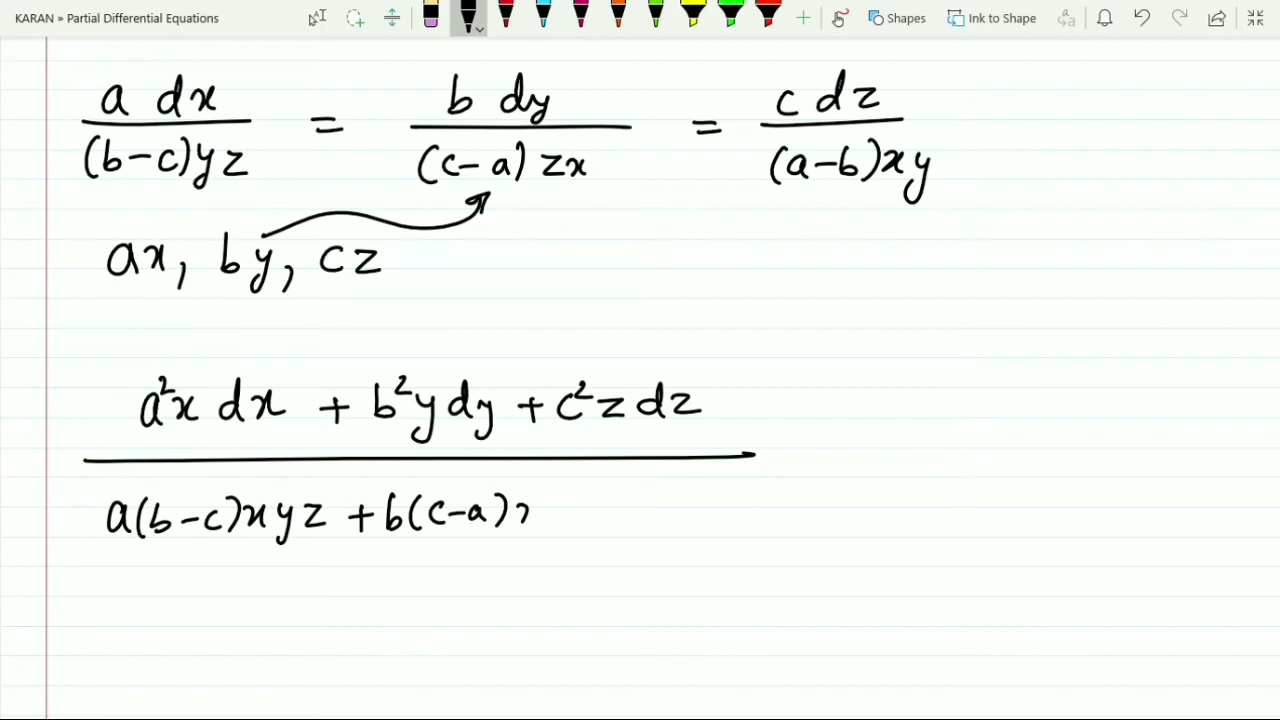 KARAN » Partial Differential Equations Shapes Ink to Shape
a dx / (b-c)yz = b dy / (c-a) zx = c dz / (a-b)xy
ax, by, cz
a²x dx + b²y dy + c²z dz
a(b-c)xyz + b(c-a)